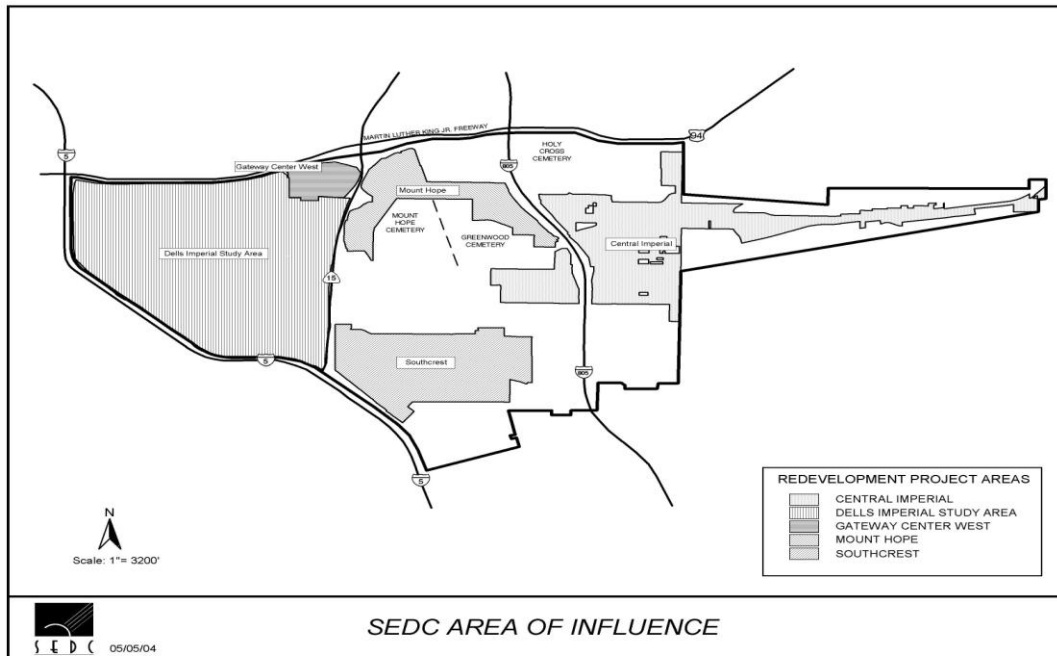 MARTIN LUTHER KING JR. FREEWAY
94
5
805
HOLY
CROSS
CEMETERY
Gateway Center West
Mount Hope
MOUNT
HOPE
CEMETERY
GREENWOOD
CEMETERY
Central Imperial
Dells Imperial Study Area
15
5
Southcrest
805
5
REDEVELOPMENT PROJECT AREAS
CENTRAL IMPERIAL
DELLS IMPERIAL STUDY AREA
GATEWAY CENTER WEST
MOUNT HOPE
SOUTHCREST
N
Scale: 1"= 3200'
SEDC
05/05/04
SEDC AREA OF INFLUENCE